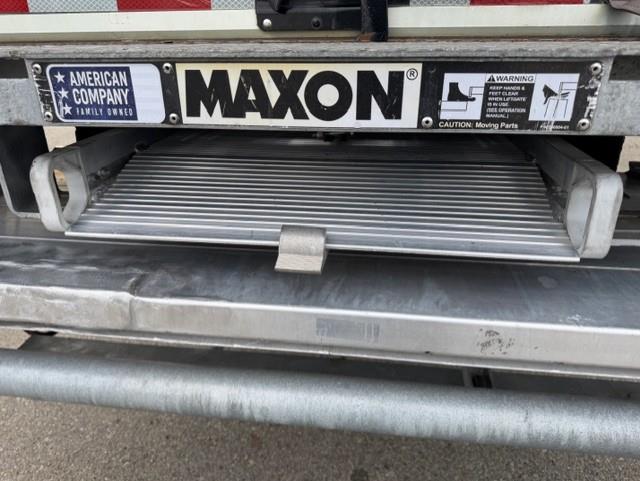 AMERICAN
COMPANY
FAMILY OWNED
MAXON®
WARNING
KEEP HANDS &
FEET CLEAR
WHEN LIFTGATE
IS IN USE
(SEE OPERATION
MANUAL.)
CAUTION: Moving Parts